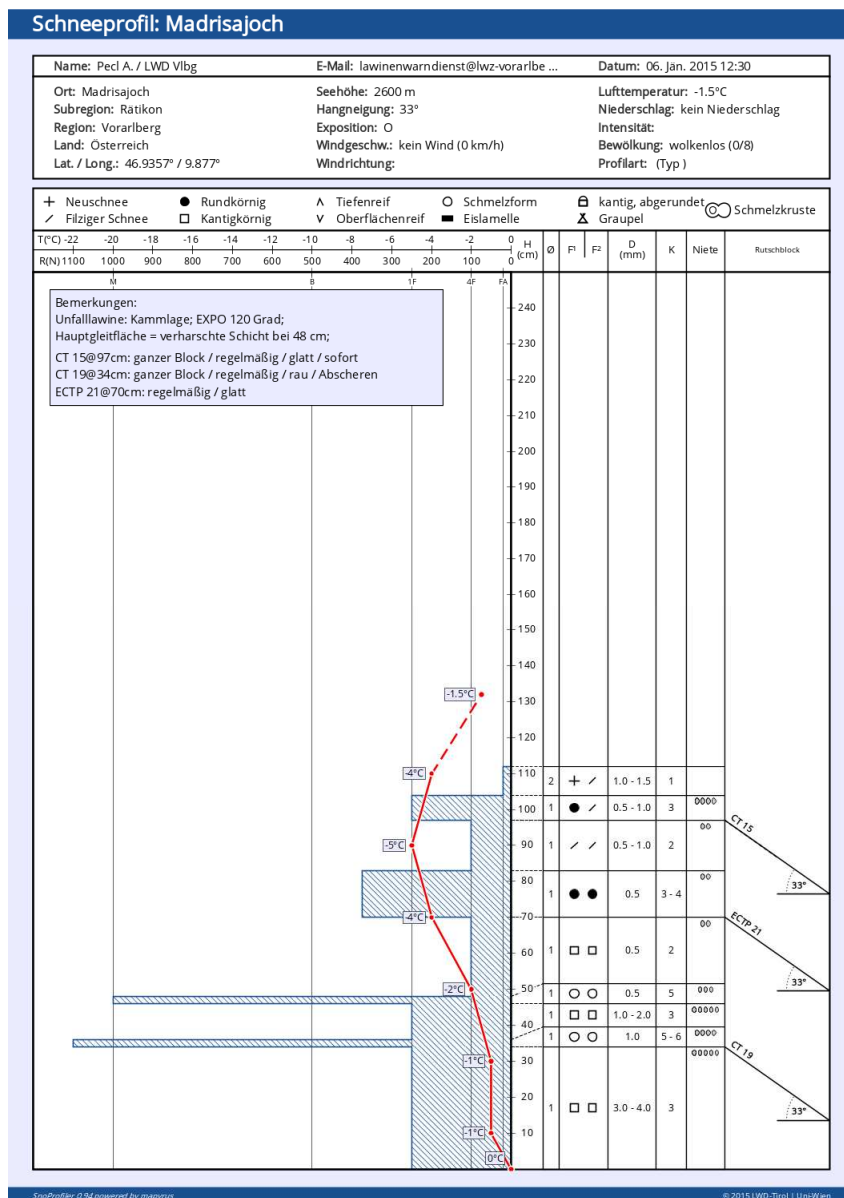 Schneeprofil: Madrisajoch
Name: Pecl A. / LWD Vlbg E-Mail: lawinenwarndienst@lwz-vorarlbe ... Datum: 06. Jän. 2015 12:30
Ort: Madrisajoch Seehöhe: 2600 m Lufttemperatur: -1.5°C
Subregion: Rätikon Hangneigung: 33° Niederschlag: kein Niederschlag
Region: Vorarlberg Exposition: O Intensität:
Land: Österreich Windgeschw.: kein Wind (0 km/h) Bewölkung: wolkenlos (0/8)
Lat. / Long.: 46.9357° / 9.877° Windrichtung: Profilart: (Typ )
Neuschnee Rundkörnig Tiefenreif Schmelzform kantig, abgerundet Schmelzkruste
Filziger Schnee Kantigkörnig Oberflächenreif Eislamelle Graupel
T(°C) -22 -20 -18 -16 -14 -12 -10 -8 -6 -4 -2 0 H (cm) Ø F¹ F² D (mm) K Niete Rutschblock
R(N) 1100 1000 900 800 700 600 500 400 300 200 100 0
M B 1F 4F FA
Bemerkungen:
Unfalllawine: Kammlage; EXPO 120 Grad;
Hauptgleitfläche = verharschte Schicht bei 48 cm;
CT 15@97cm: ganzer Block / regelmäßig / glatt / sofort
CT 19@34cm: ganzer Block / regelmäßig / rau / Abscheren
ECTP 21@70cm: regelmäßig / glatt
240
230
220
210
200
190
180
170
160
150
140
-1.5°C 130
120
-4°C 110 2 1.0 - 1.5 1
100 1 0.5 - 1.0 3
CT 15
-5°C 90 1 0.5 - 1.0 2
80 33°
1 0.5 3 - 4
-4°C 70 ECTP 21
60 1 0.5 2
33°
-2°C 50 1 0.5 5
1 1.0 - 2.0 3
40 1 1.0 5 - 6
-1°C 30 CT 19
20
1 3.0 - 4.0 3 33°
-1°C 10
0°C
SnoProfiler 0.94 powered by mapyrus © 2015 LWD-Tirol | Uni-Wien